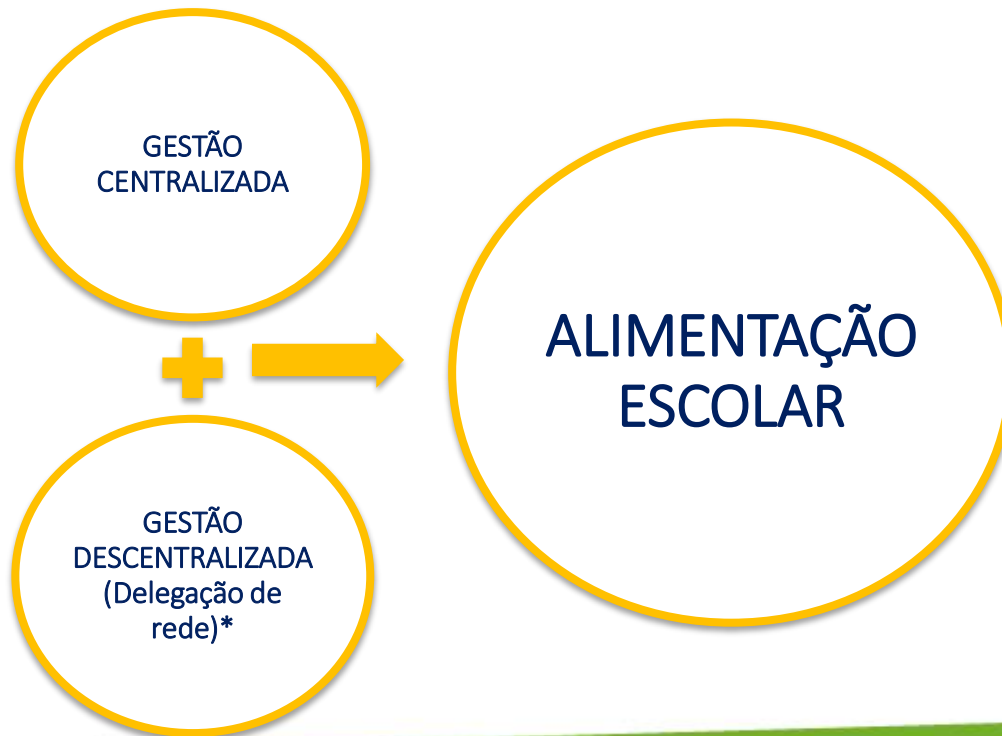 GESTÃO
CENTRALIZADA
GESTÃO
DESCENTRALIZADA
(Delegação de
rede)*
ALIMENTAÇÃO
ESCOLAR